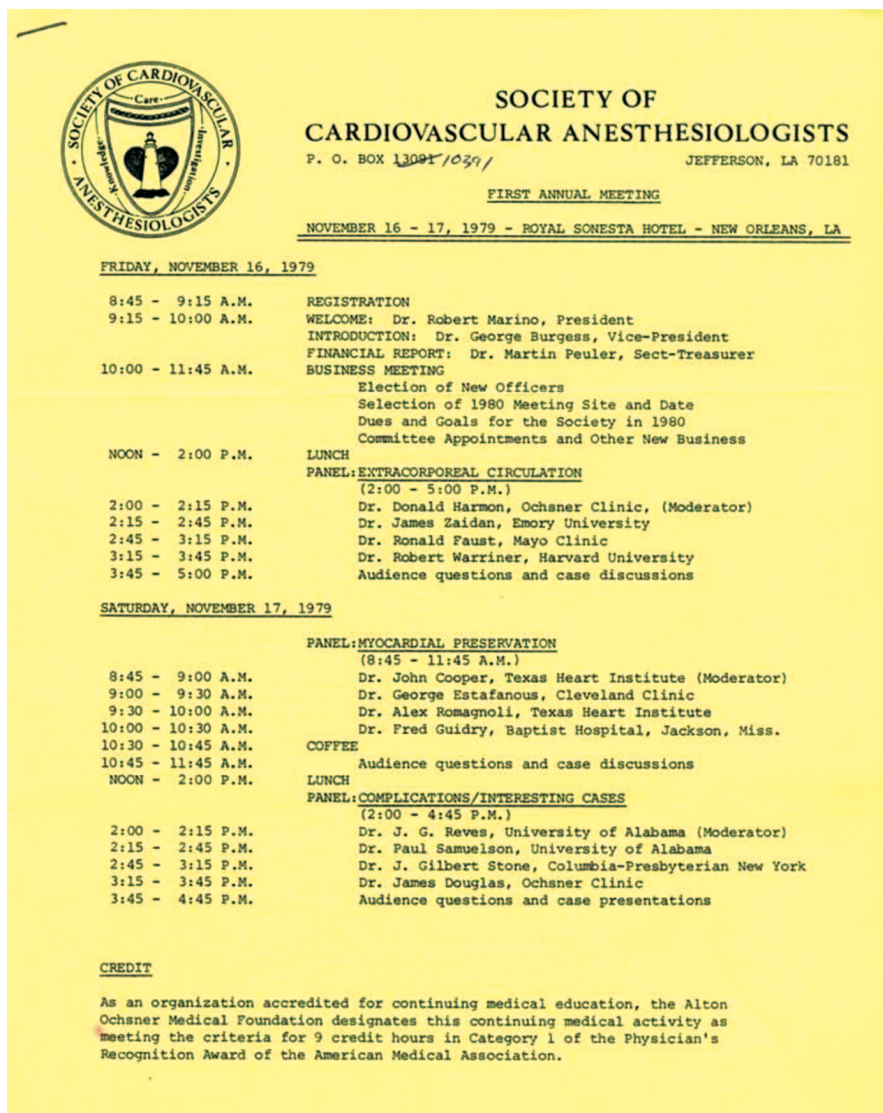 SOCIETY OF CARDIOVASCULAR ANESTHESIOLOGISTS
Care
Knowledge
Investigation
SOCIETY OF
CARDIOVASCULAR ANESTHESIOLOGISTS
P. O. BOX 13091 10391 JEFFERSON, LA 70181
FIRST ANNUAL MEETING
NOVEMBER 16 - 17, 1979 - ROYAL SONESTA HOTEL - NEW ORLEANS, LA
FRIDAY, NOVEMBER 16, 1979
8:45 - 9:15 A.M. REGISTRATION
9:15 - 10:00 A.M. WELCOME: Dr. Robert Marino, President
INTRODUCTION: Dr. George Burgess, Vice-President
FINANCIAL REPORT: Dr. Martin Peuler, Sect-Treasurer
10:00 - 11:45 A.M. BUSINESS MEETING
Election of New Officers
Selection of 1980 Meeting Site and Date
Dues and Goals for the Society in 1980
Committee Appointments and Other New Business
NOON - 2:00 P.M. LUNCH
PANEL: EXTRACORPOREAL CIRCULATION
(2:00 - 5:00 P.M.)
2:00 - 2:15 P.M. Dr. Donald Harmon, Ochsner Clinic, (Moderator)
2:15 - 2:45 P.M. Dr. James Zaidan, Emory University
2:45 - 3:15 P.M. Dr. Ronald Faust, Mayo Clinic
3:15 - 3:45 P.M. Dr. Robert Warriner, Harvard University
3:45 - 5:00 P.M. Audience questions and case discussions
SATURDAY, NOVEMBER 17, 1979
PANEL: MYOCARDIAL PRESERVATION
(8:45 - 11:45 A.M.)
8:45 - 9:00 A.M. Dr. John Cooper, Texas Heart Institute (Moderator)
9:00 - 9:30 A.M. Dr. George Estafanous, Cleveland Clinic
9:30 - 10:00 A.M. Dr. Alex Romagnoli, Texas Heart Institute
10:00 - 10:30 A.M. Dr. Fred Guidry, Baptist Hospital, Jackson, Miss.
10:30 - 10:45 A.M. COFFEE
10:45 - 11:45 A.M. Audience questions and case discussions
NOON - 2:00 P.M. LUNCH
PANEL: COMPLICATIONS/INTERESTING CASES
(2:00 - 4:45 P.M.)
2:00 - 2:15 P.M. Dr. J. G. Reves, University of Alabama (Moderator)
2:15 - 2:45 P.M. Dr. Paul Samuelson, University of Alabama
2:45 - 3:15 P.M. Dr. J. Gilbert Stone, Columbia-Presbyterian New York
3:15 - 3:45 P.M. Dr. James Douglas, Ochsner Clinic
3:45 - 4:45 P.M. Audience questions and case presentations
CREDIT
As an organization accredited for continuing medical education, the Alton
Ochsner Medical Foundation designates this continuing medical activity as
meeting the criteria for 9 credit hours in Category 1 of the Physician's
Recognition Award of the American Medical Association.